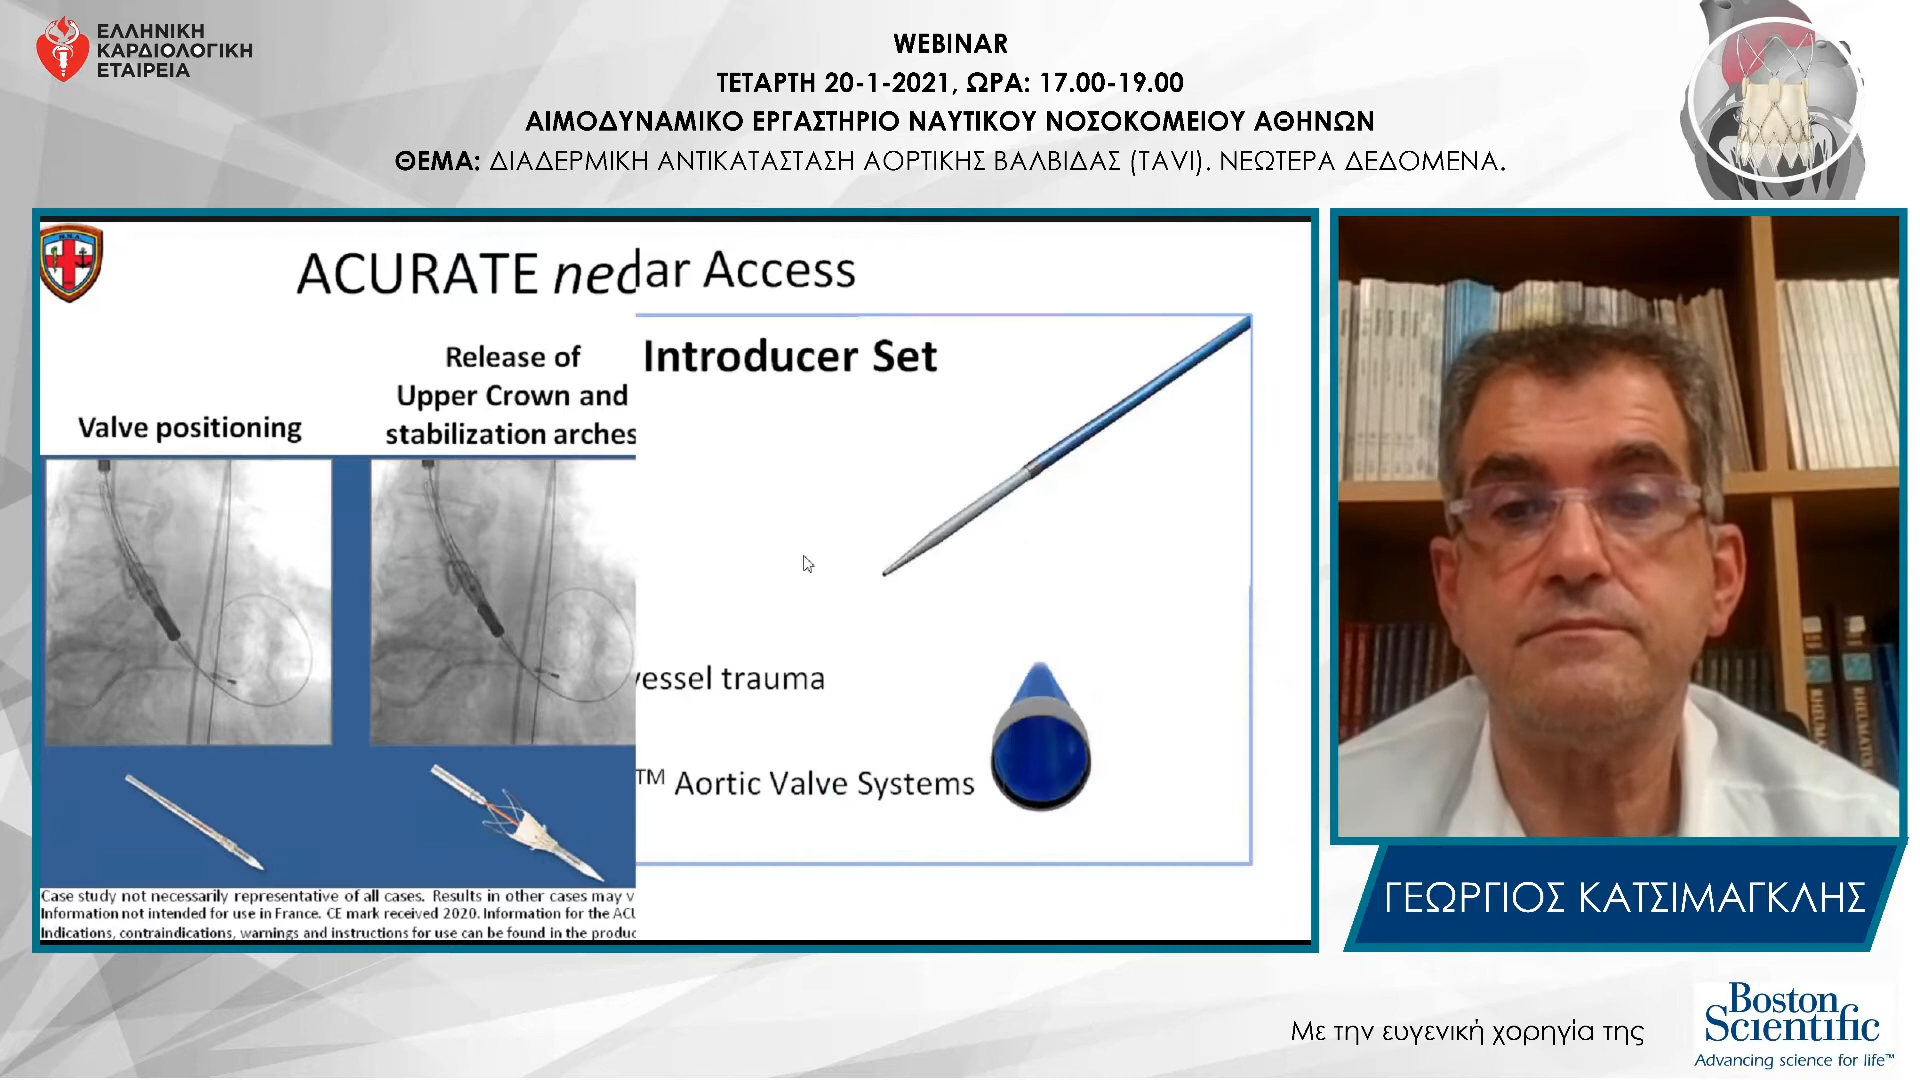 ΕΛΛΗΝΙΚΗ
ΚΑΡΔΙΟΛΟΓΙΚΗ
ΕΤΑΙΡΕΙΑ
WEBINAR
ΤΕΤΑΡΤΗ 20-1-2021, ΩΡΑ: 17.00-19.00
ΑΙΜΟΔΥΝΑΜΙΚΟ ΕΡΓΑΣΤΗΡΙΟ ΝΑΥΤΙΚΟΥ ΝΟΣΟΚΟΜΕΙΟΥ ΑΘΗΝΩΝ
ΘΕΜΑ: ΔΙΑΔΕΡΜΙΚΗ ΑΝΤΙΚΑΤΑΣΤΑΣΗ ΑΟΡΤΙΚΗΣ ΒΑΛΒΙΔΑΣ (TAVI). ΝΕΩΤΕΡΑ ΔΕΔΟΜΕΝΑ.
ACURATE neo
ar Access
Valve positioning
Release of
Upper Crown and
stabilization arches
Introducer Set
vessel trauma
™ Aortic Valve Systems
Case study not necessarily representative of all cases. Results in other cases may v
Information not intended for use in France. CE mark received 2020. Information for the ACU
Indications, contraindications, warnings and instructions for use can be found in the produc
ΓΕΩΡΓΙΟΣ ΚΑΤΣΙΜΑΓΚΛΗΣ
Με την ευγενική χορηγία της
Boston
Scientific
Advancing science for life™